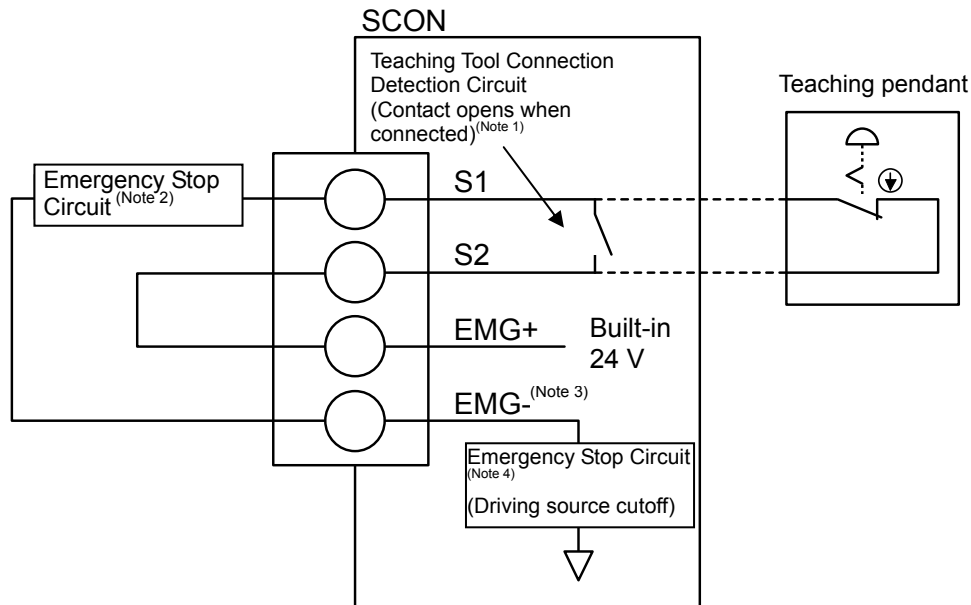 SCON
Teaching Tool Connection
Detection Circuit
(Contact opens when
connected)(Note 1)
Teaching pendant
Emergency Stop
Circuit (Note 2)
S1
S2
EMG+
Built-in
24 V
EMG-(Note 3)
Emergency Stop Circuit
(Note 4)
(Driving source cutoff)